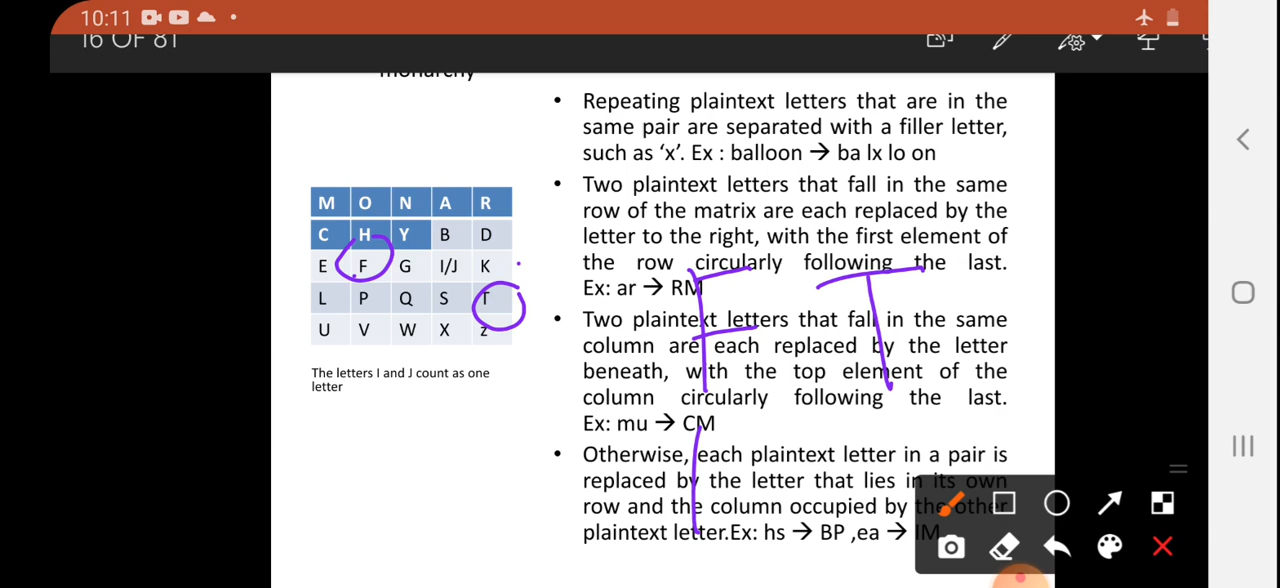 10:11
16 OF 81
monarchy
• Repeating plaintext letters that are in the
same pair are separated with a filler letter,
such as ‘x’. Ex : balloon → ba lx lo on
• Two plaintext letters that fall in the same
row of the matrix are each replaced by the
letter to the right, with the first element of
the row circularly following the last.
Ex: ar → RM
• Two plaintext letters that fall in the same
column are each replaced by the letter
beneath, with the top element of the
column circularly following the last.
Ex: mu → CM
• Otherwise, each plaintext letter in a pair is
replaced by the letter that lies in its own
row and the column occupied by the other
plaintext letter.Ex: hs → BP ,ea → IM
M O N A R
C H Y B D
E F G I/J K
L P Q S T
U V W X z
The letters I and J count as one
letter
F T